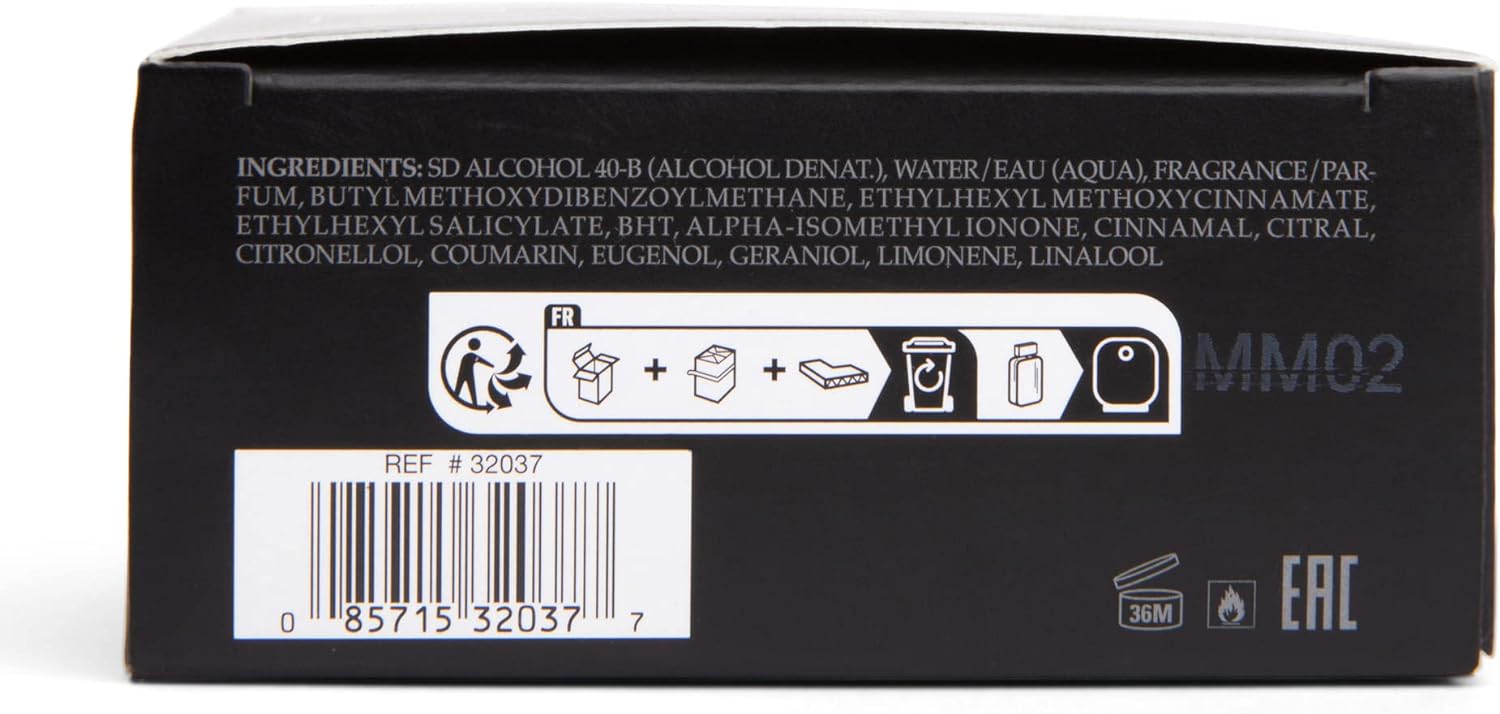 INGREDIENTS: SD ALCOHOL 40-B (ALCOHOL DENAT.), WATER/EAU (AQUA), FRAGRANCE/PAR-
FUM, BUTYL METHOXYDIBENZOYLMETHANE, ETHYLHEXYL METHOXYCINNAMATE,
ETHYLHEXYL SALICYLATE, BHT, ALPHA-ISOMETHYL IONONE, CINNAMAL, CITRAL,
CITRONELLOL, COUMARIN, EUGENOL, GERANIOL, LIMONENE, LINALOOL
FR
+ +
MM02
REF # 32037
0 85715 32037 7
36M
EAC